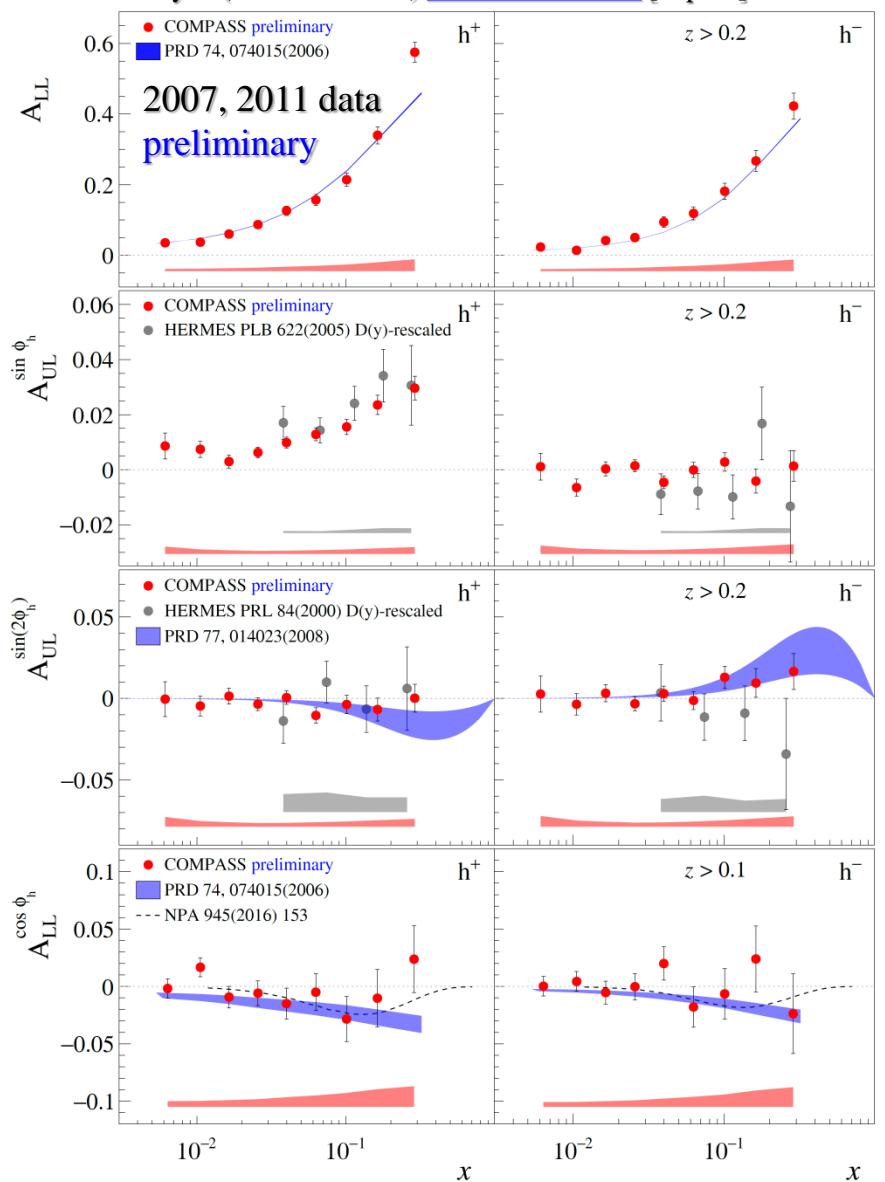 COMPASS preliminary
h+
PRD 74, 074015(2006)
2007, 2011 data
preliminary
z > 0.2
h−
A_LL
0.6
0.4
0.2
0
COMPASS preliminary
h+
HERMES PLB 622(2005) D(y)-rescaled
z > 0.2
h−
A_UL^sin ϕ_h
0.06
0.04
0.02
0
−0.02
COMPASS preliminary
h+
HERMES PRL 84(2000) D(y)-rescaled
PRD 77, 014023(2008)
z > 0.2
h−
A_UL^sin(2ϕ_h)
0.05
0
−0.05
COMPASS preliminary
h+
PRD 74, 074015(2006)
NPA 945(2016) 153
z > 0.1
h−
A_LL^cos ϕ_h
0.1
0.05
0
−0.05
−0.1
10^−2 10^−1 x 10^−2 10^−1 x